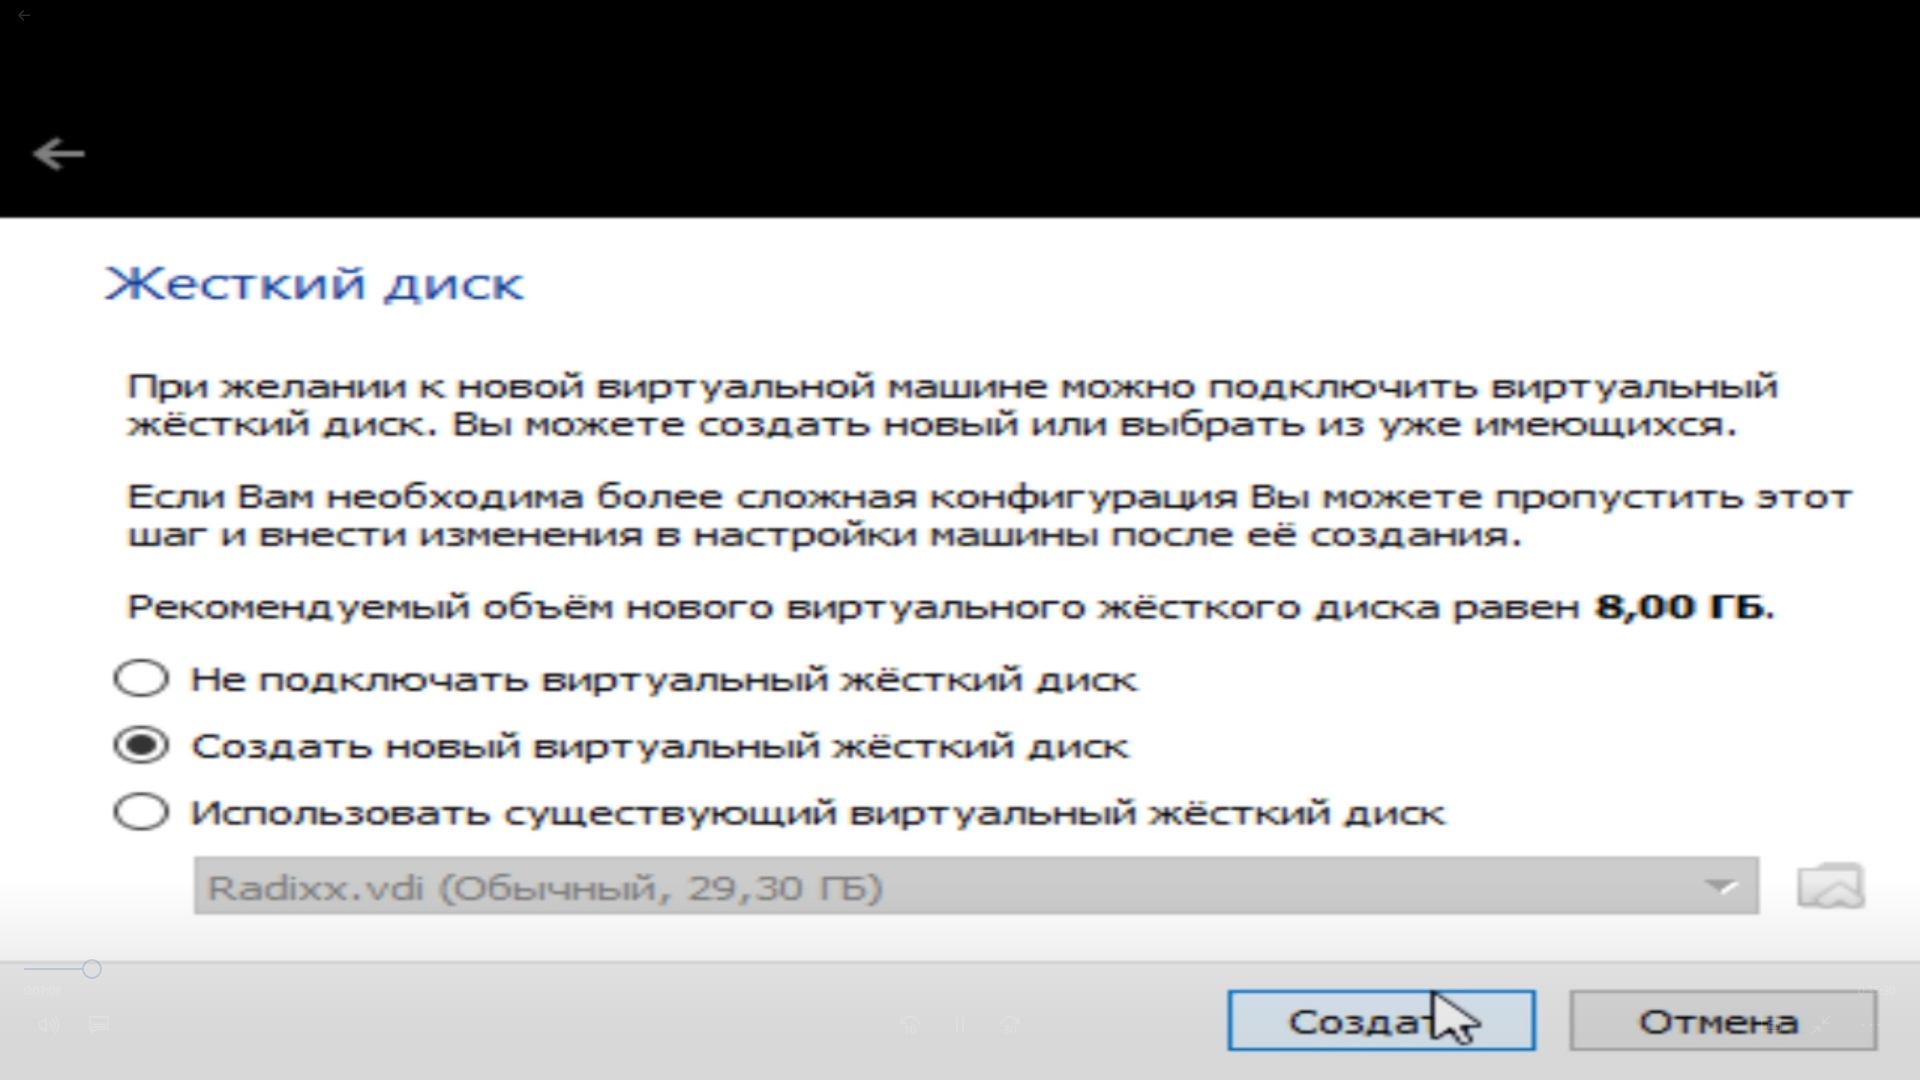 Жесткий диск
При желании к новой виртуальной машине можно подключить виртуальный
жёсткий диск. Вы можете создать новый или выбрать из уже имеющихся.
Если Вам необходима более сложная конфигурация Вы можете пропустить этот
шаг и внести изменения в настройки машины после её создания.
Рекомендуемый объём нового виртуального жёсткого диска равен 8,00 ГБ.
Не подключать виртуальный жёсткий диск
Создать новый виртуальный жёсткий диск
Использовать существующий виртуальный жёсткий диск
Radixx.vdi (Обычный, 29,30 ГБ)
Создат
Отмена